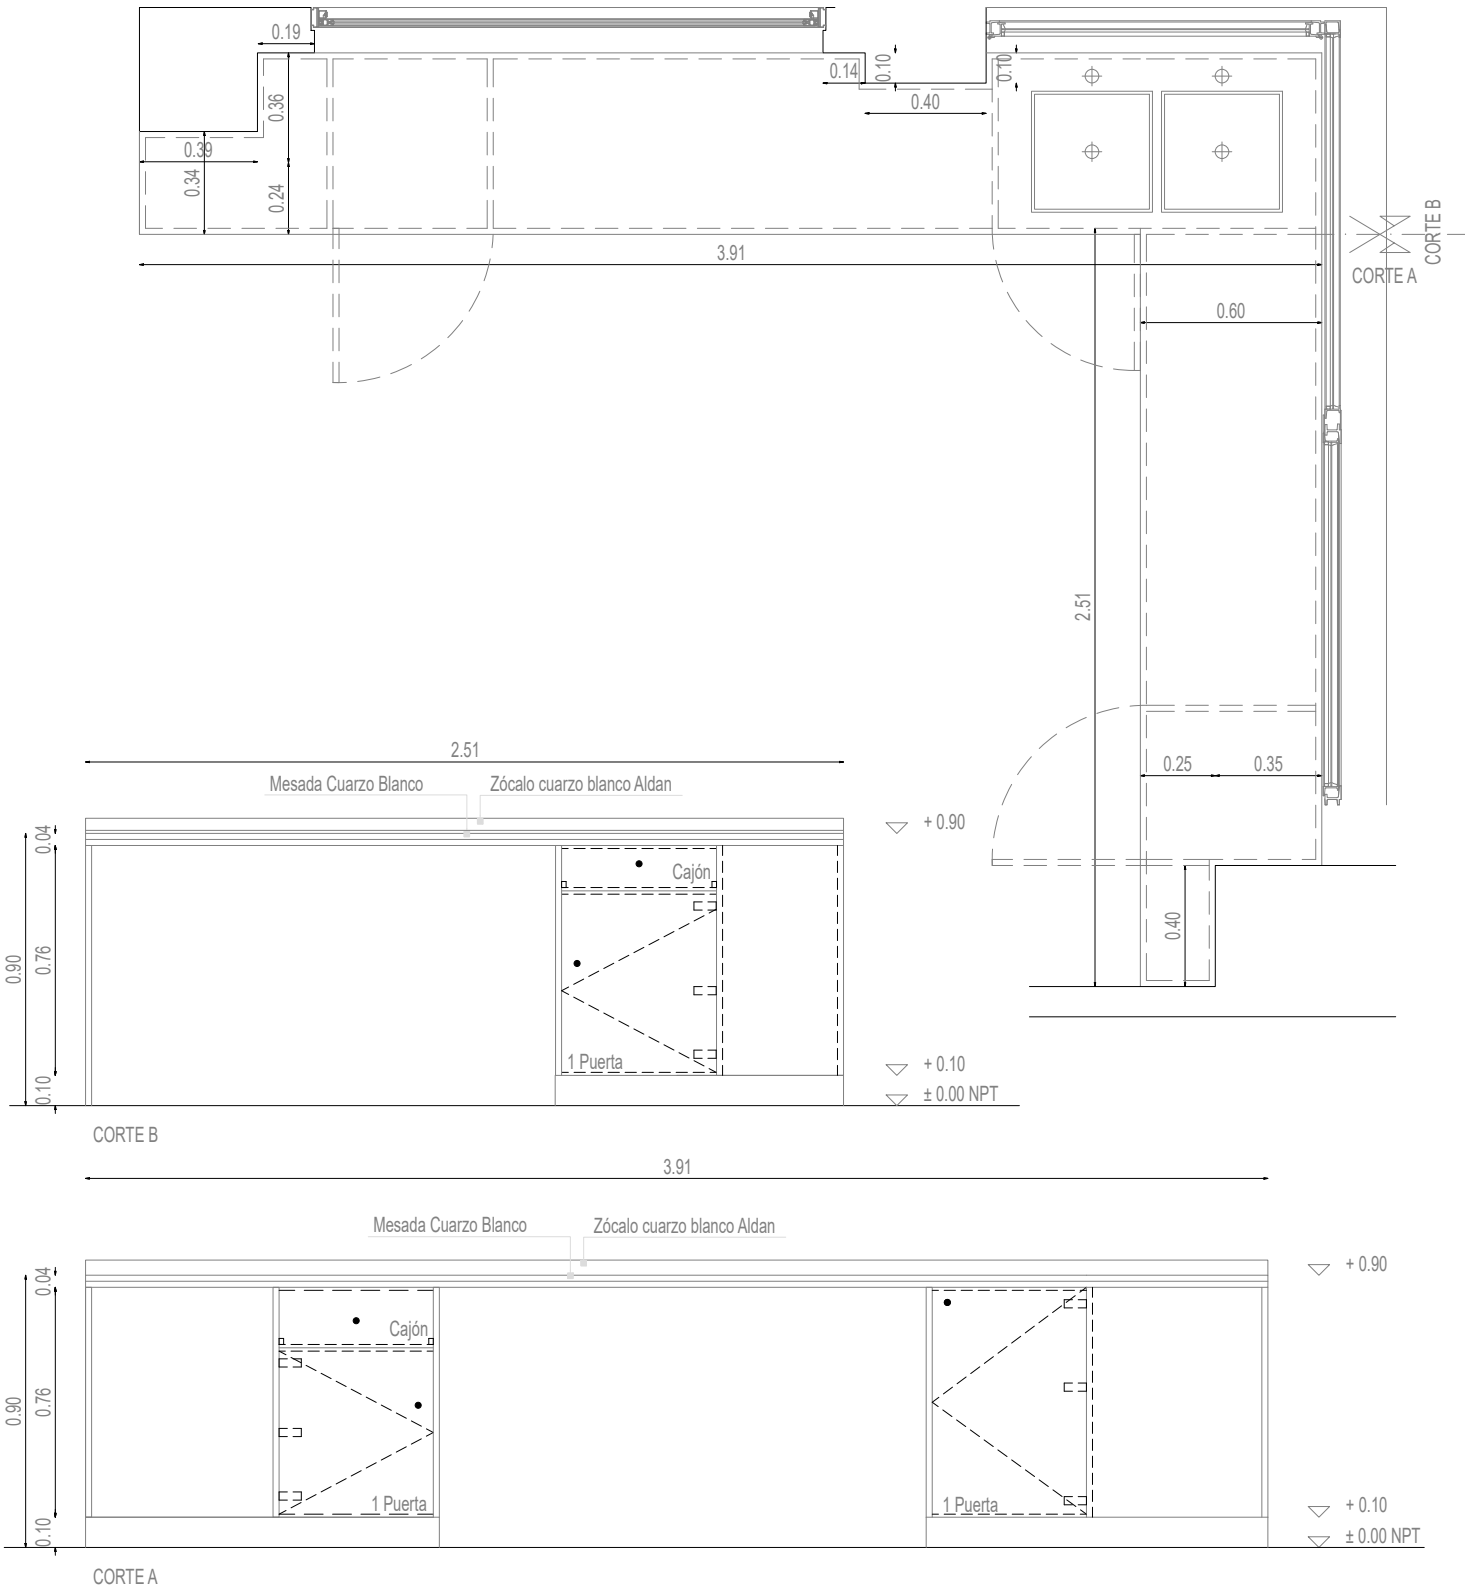 0.19
0.10
0.10
0.14
0.40
0.36
0.39
0.34
0.24
3.91
CORTE A
CORTE B
0.60
2.51
0.25
0.35
0.40
2.51
Mesada Cuarzo Blanco
Zócalo cuarzo blanco Aldan
+ 0.90
0.04
Cajón
0.90
0.76
1 Puerta
+ 0.10
0.10
± 0.00 NPT
CORTE B
3.91
Mesada Cuarzo Blanco
Zócalo cuarzo blanco Aldan
+ 0.90
0.04
Cajón
0.90
0.76
1 Puerta
1 Puerta
+ 0.10
0.10
± 0.00 NPT
CORTE A